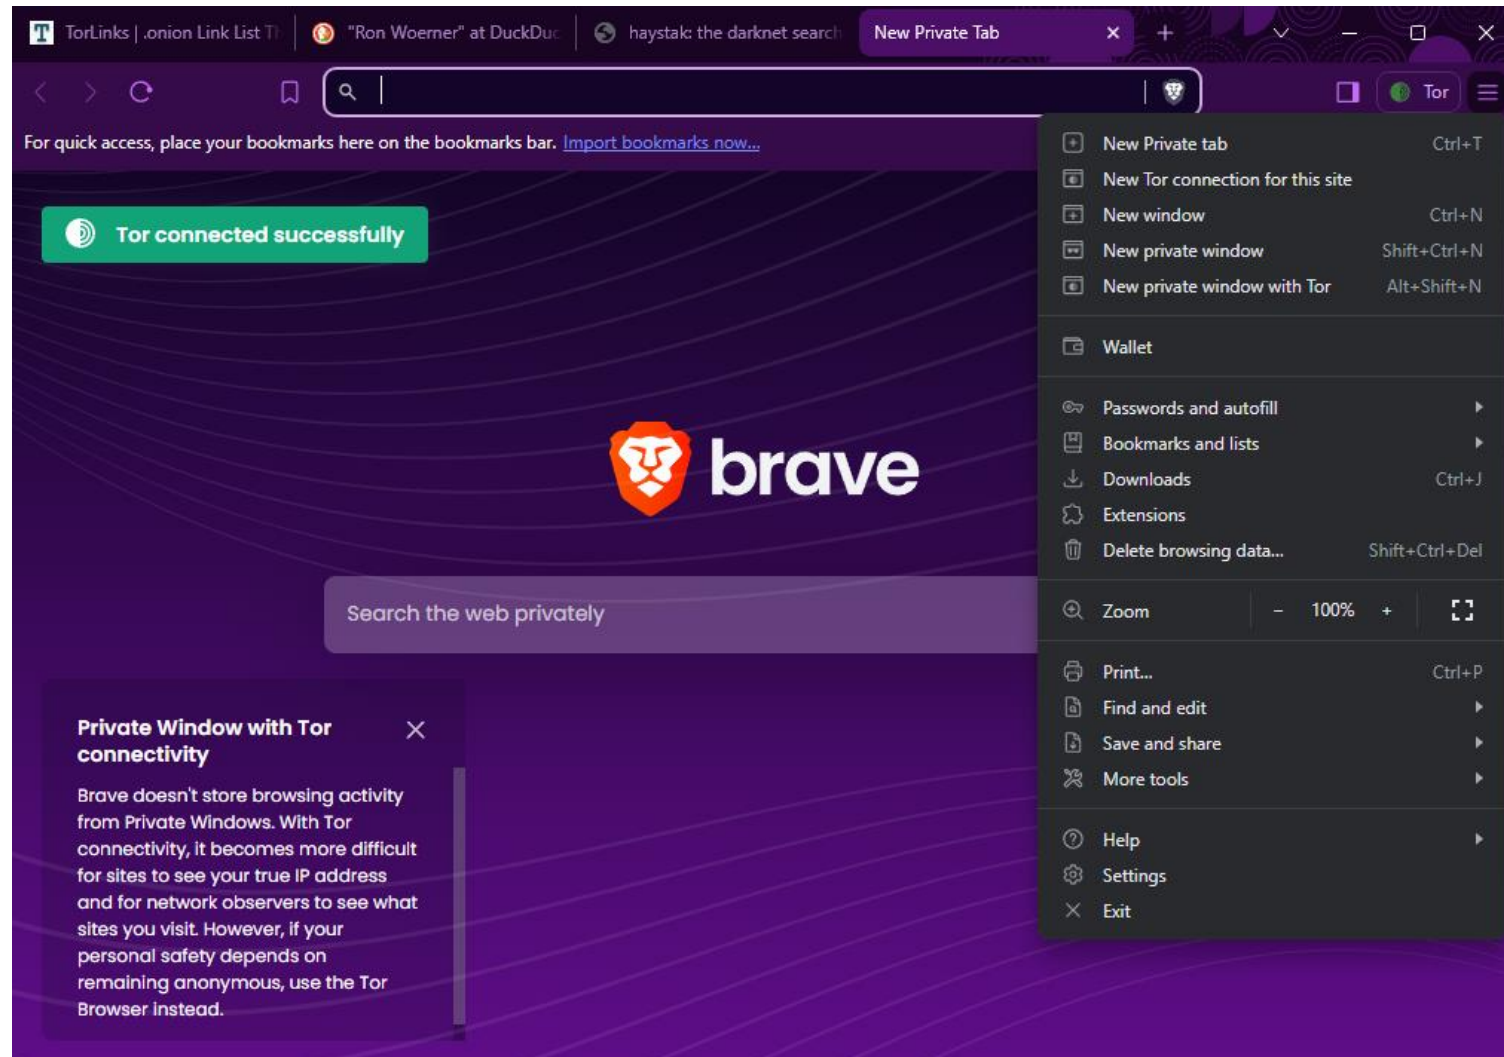 TorLinks | .onion Link List Th
"Ron Woerner" at DuckDuc
haystak: the darknet search
New Private Tab
Tor
For quick access, place your bookmarks here on the bookmarks bar. Import bookmarks now...
Tor connected successfully
brave
Search the web privately
Private Window with Tor
connectivity
Brave doesn't store browsing activity
from Private Windows. With Tor
connectivity, it becomes more difficult
for sites to see your true IP address
and for network observers to see what
sites you visit. However, if your
personal safety depends on
remaining anonymous, use the Tor
Browser instead.
New Private tab Ctrl+T
New Tor connection for this site
New window Ctrl+N
New private window Shift+Ctrl+N
New private window with Tor Alt+Shift+N
Wallet
Passwords and autofill
Bookmarks and lists
Downloads Ctrl+J
Extensions
Delete browsing data... Shift+Ctrl+Del
Zoom - 100% +
Print... Ctrl+P
Find and edit
Save and share
More tools
Help
Settings
Exit